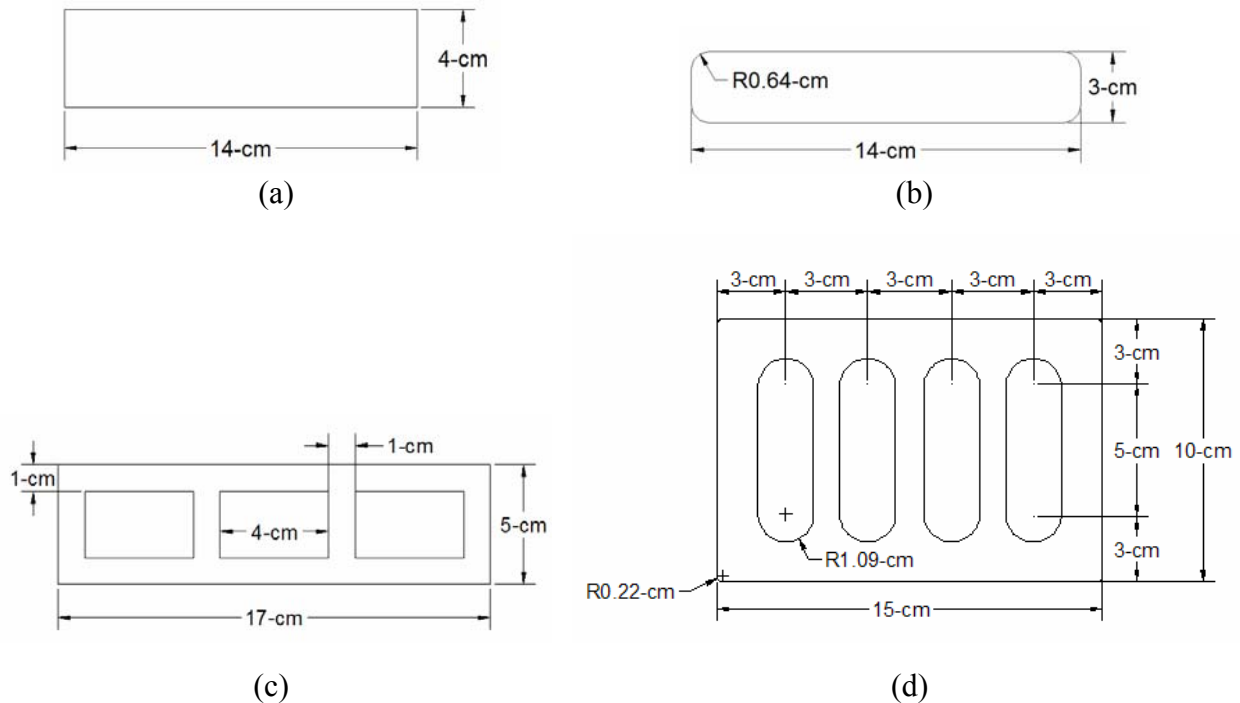 4-cm
14-cm
(a)
R0.64-cm
3-cm
14-cm
(b)
1-cm
1-cm
4-cm
5-cm
17-cm
(c)
3-cm 3-cm 3-cm 3-cm 3-cm
3-cm
5-cm 10-cm
R1.09-cm
3-cm
R0.22-cm
15-cm
(d)